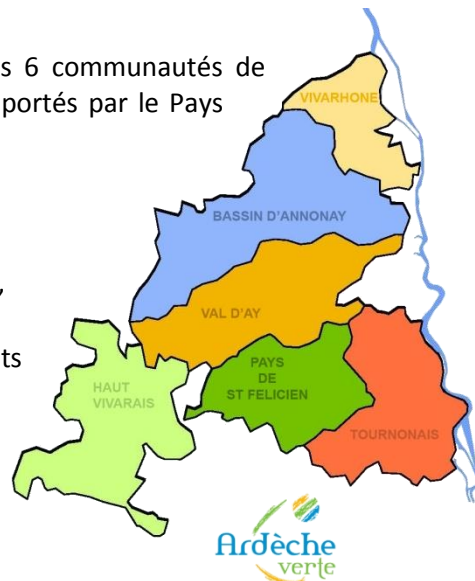 s 6 communautés de
portés par le Pays
VIVARHONE
BASSIN D'ANNONAY
,
VAL D'AY
ts
PAYS
DE
ST FELICIEN
HAUT
VIVARAIS
TOURNONAIS
Ardèche
verte